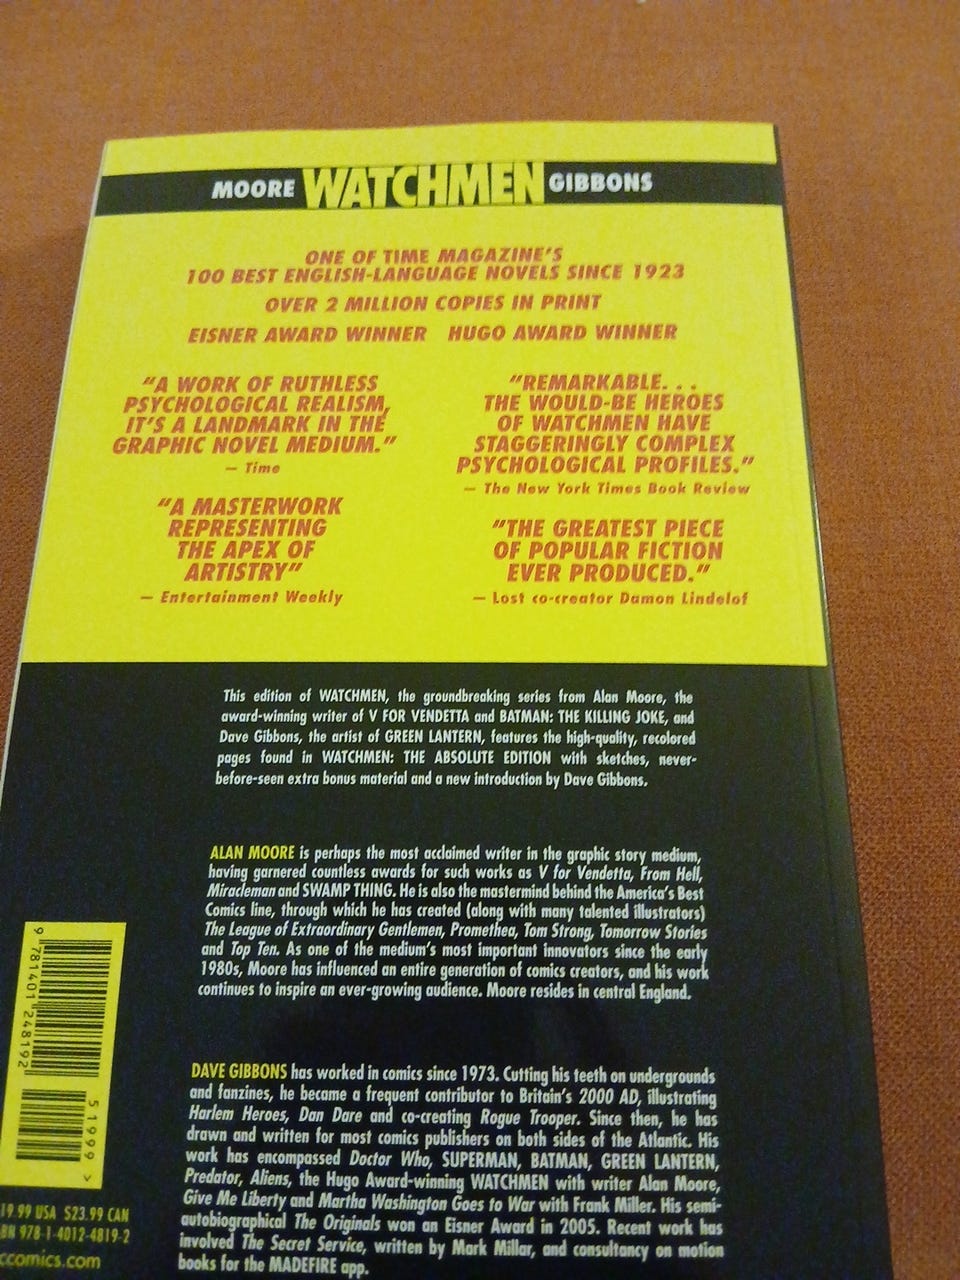 MOORE WATCHMEN GIBBONS
ONE OF TIME MAGAZINE'S
100 BEST ENGLISH-LANGUAGE NOVELS SINCE 1923
OVER 2 MILLION COPIES IN PRINT
EISNER AWARD WINNER HUGO AWARD WINNER
"A WORK OF RUTHLESS
PSYCHOLOGICAL REALISM,
IT'S A LANDMARK IN THE
GRAPHIC NOVEL MEDIUM."
– Time
"REMARKABLE. . .
THE WOULD-BE HEROES
OF WATCHMEN HAVE
STAGGERINGLY COMPLEX
PSYCHOLOGICAL PROFILES."
– The New York Times Book Review
"A MASTERWORK
REPRESENTING
THE APEX OF
ARTISTRY"
– Entertainment Weekly
"THE GREATEST PIECE
OF POPULAR FICTION
EVER PRODUCED."
– Lost co-creator Damon Lindelof
This edition of WATCHMEN, the groundbreaking series from Alan Moore, the
award-winning writer of V FOR VENDETTA and BATMAN: THE KILLING JOKE, and
Dave Gibbons, the artist of GREEN LANTERN, features the high-quality, recolored
pages found in WATCHMEN: THE ABSOLUTE EDITION with sketches, never-
before-seen extra bonus material and a new introduction by Dave Gibbons.
ALAN MOORE is perhaps the most acclaimed writer in the graphic story medium,
having garnered countless awards for such works as V for Vendetta, From Hell,
Miracleman and SWAMP THING. He is also the mastermind behind the America's Best
Comics line, through which he has created (along with many talented illustrators)
The League of Extraordinary Gentlemen, Promethea, Tom Strong, Tomorrow Stories
and Top Ten. As one of the medium's most important innovators since the early
1980s, Moore has influenced an entire generation of comics creators, and his work
continues to inspire an ever-growing audience. Moore resides in central England.
DAVE GIBBONS has worked in comics since 1973. Cutting his teeth on undergrounds
and fanzines, he became a frequent contributor to Britain's 2000 AD, illustrating
Harlem Heroes, Dan Dare and co-creating Rogue Trooper. Since then, he has
drawn and written for most comics publishers on both sides of the Atlantic. His
work has encompassed Doctor Who, SUPERMAN, BATMAN, GREEN LANTERN,
Predator, Aliens, the Hugo Award-winning WATCHMEN with writer Alan Moore,
Give Me Liberty and Martha Washington Goes to War with Frank Miller. His semi-
autobiographical The Originals won an Eisner Award in 2005. Recent work has
involved The Secret Service, written by Mark Millar, and consultancy on motion
books for the MADEFIRE app.
9 781401 248192
51999 >
19.99 USA $23.99 CAN
BN 978-1-4012-4819-2
ccomics.com